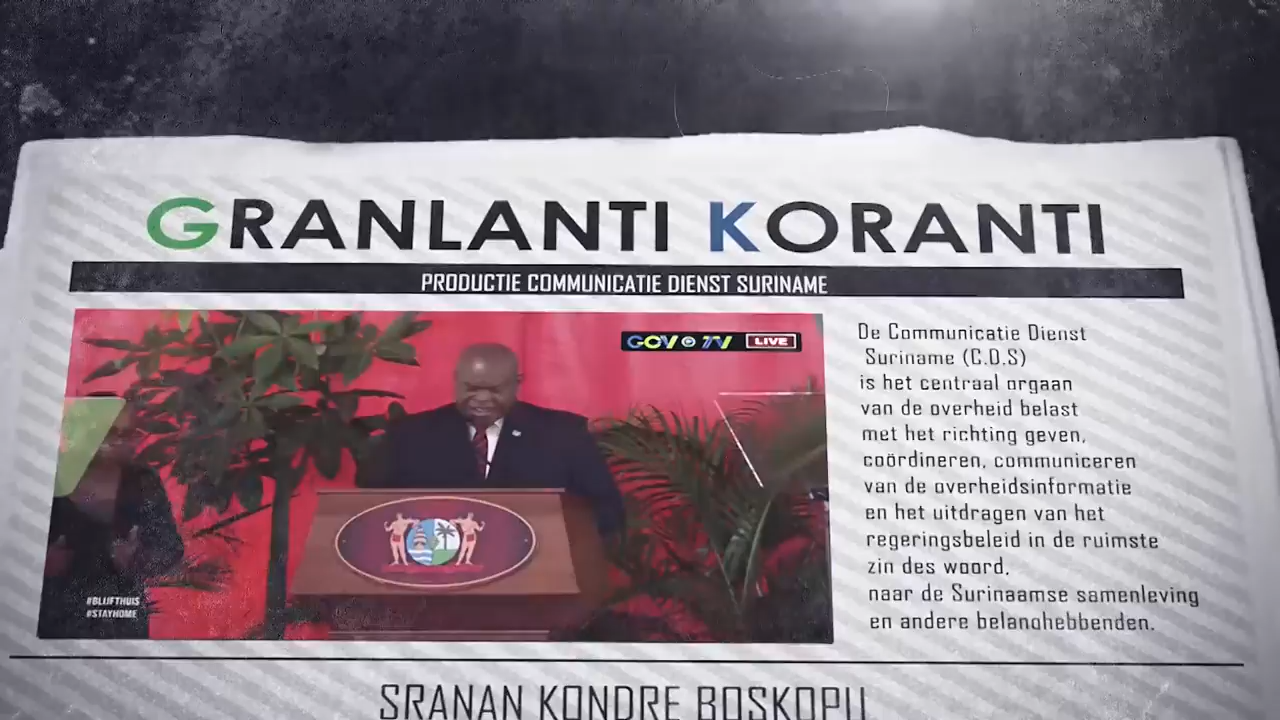 GRANLANTI KORANTI
PRODUCTIE COMMUNICATIE DIENST SURINAME
GOV TV LIVE
#BLIJFTHUIS
#STAYHOME
De Communicatie Dienst
Suriname (C.D.S)
is het centraal orgaan
van de overheid belast
met het richting geven,
coördineren, communiceren
van de overheidsinformatie
en het uitdragen van het
regeringsbeleid in de ruimste
zin des woord,
naar de Surinaamse samenleving
en andere belanghebbenden.
SRANAN KONDRE BOSKOPU